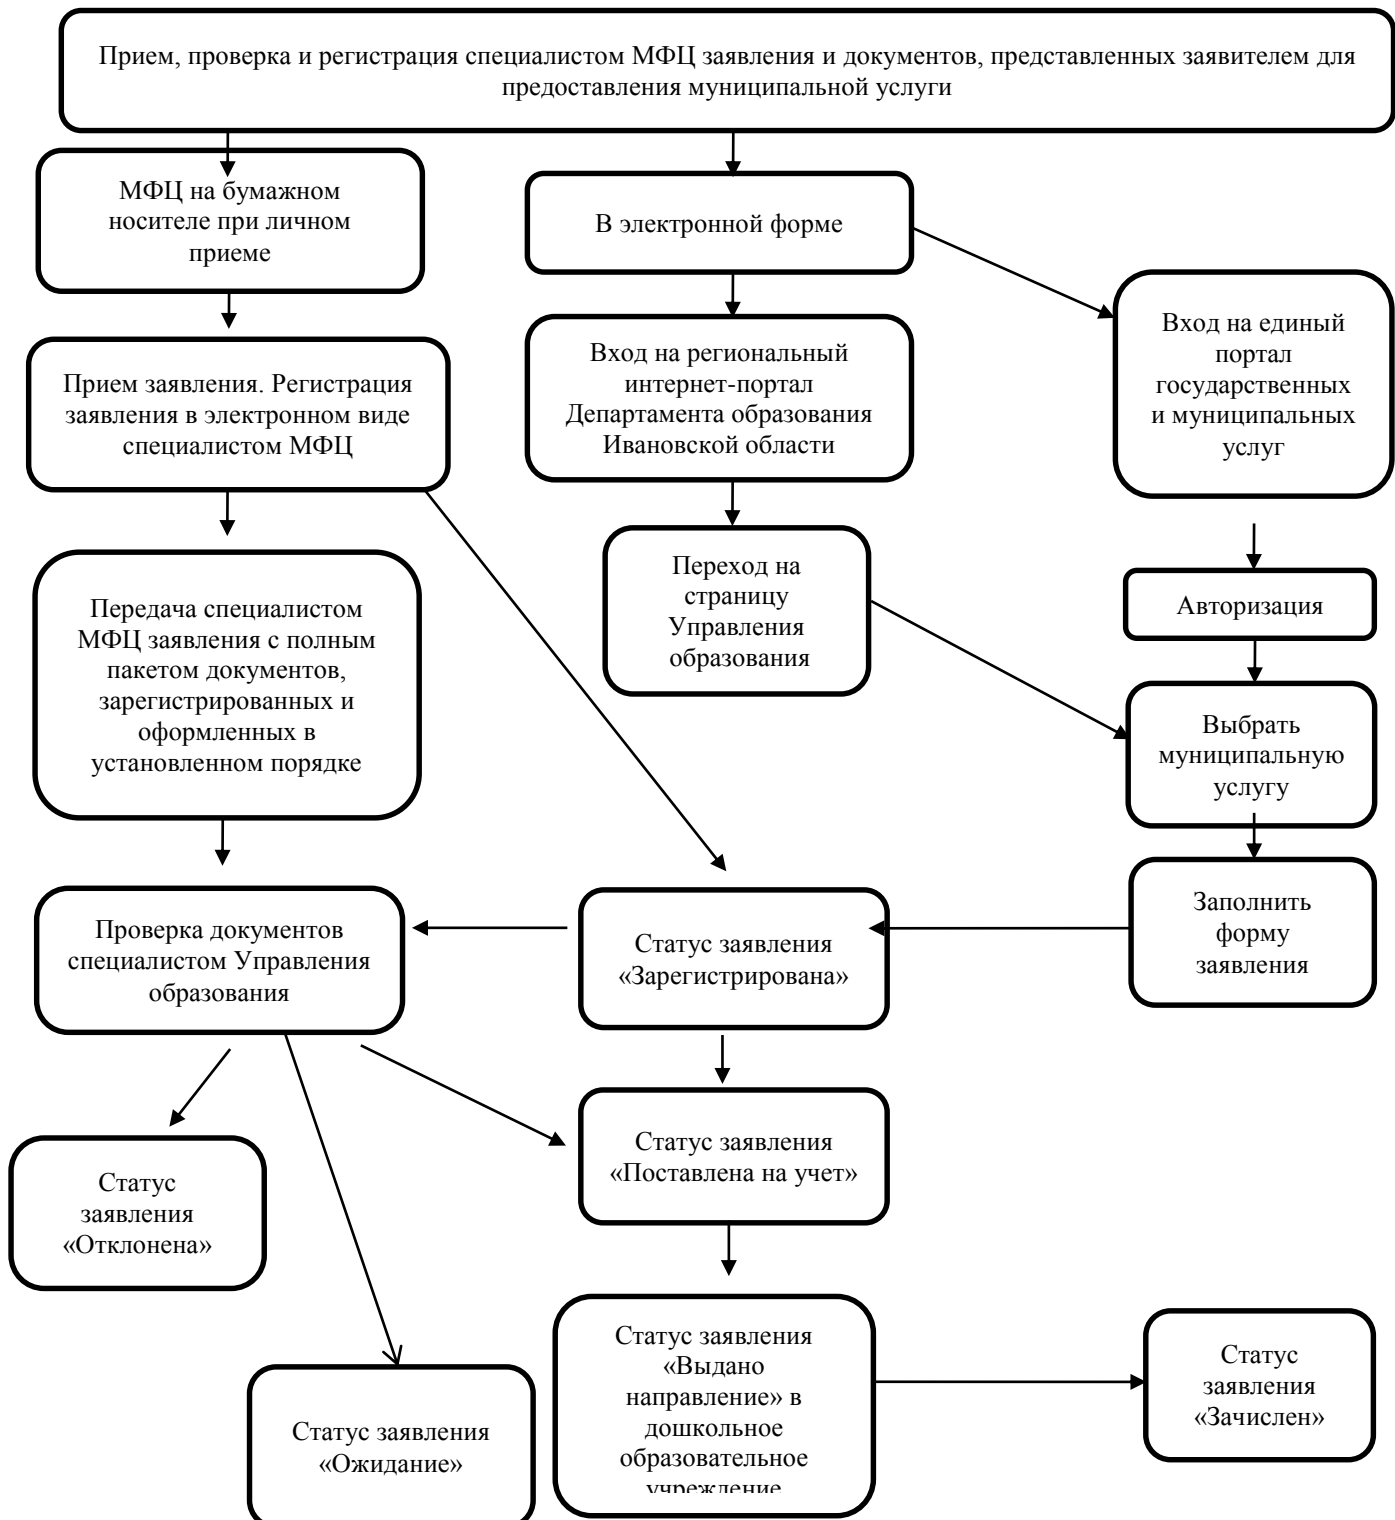 Прием, проверка и регистрация специалистом МФЦ заявления и документов, представленных заявителем для
предоставления муниципальной услуги
МФЦ на бумажном
носителе при личном
приеме
В электронной форме
Вход на единый
портал
государственных
и муниципальных
услуг
Прием заявления. Регистрация
заявления в электронном виде
специалистом МФЦ
Вход на региональный
интернет-портал
Департамента образования
Ивановской области
Передача специалистом
МФЦ заявления с полным
пакетом документов,
зарегистрированных и
оформленных в
установленном порядке
Переход на
страницу
Управления
образования
Авторизация
Выбрать
муниципальную
услугу
Проверка документов
специалистом Управления
образования
Статус заявления
«Зарегистрирована»
Заполнить
форму
заявления
Статус
заявления
«Отклонена»
Статус заявления
«Поставлена на учет»
Статус заявления
«Ожидание»
Статус заявления
«Выдано
направление» в
дошкольное
образовательное
учреждение
Статус
заявления
«Зачислен»